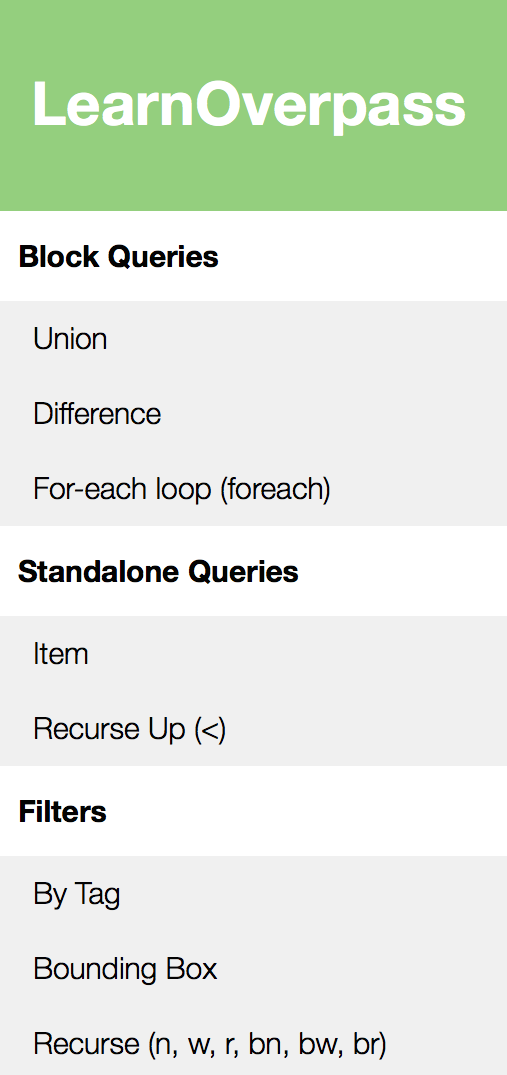 LearnOverpass
Block Queries
Union
Difference
For-each loop (foreach)
Standalone Queries
Item
Recurse Up (<)
Filters
By Tag
Bounding Box
Recurse (n, w, r, bn, bw, br)